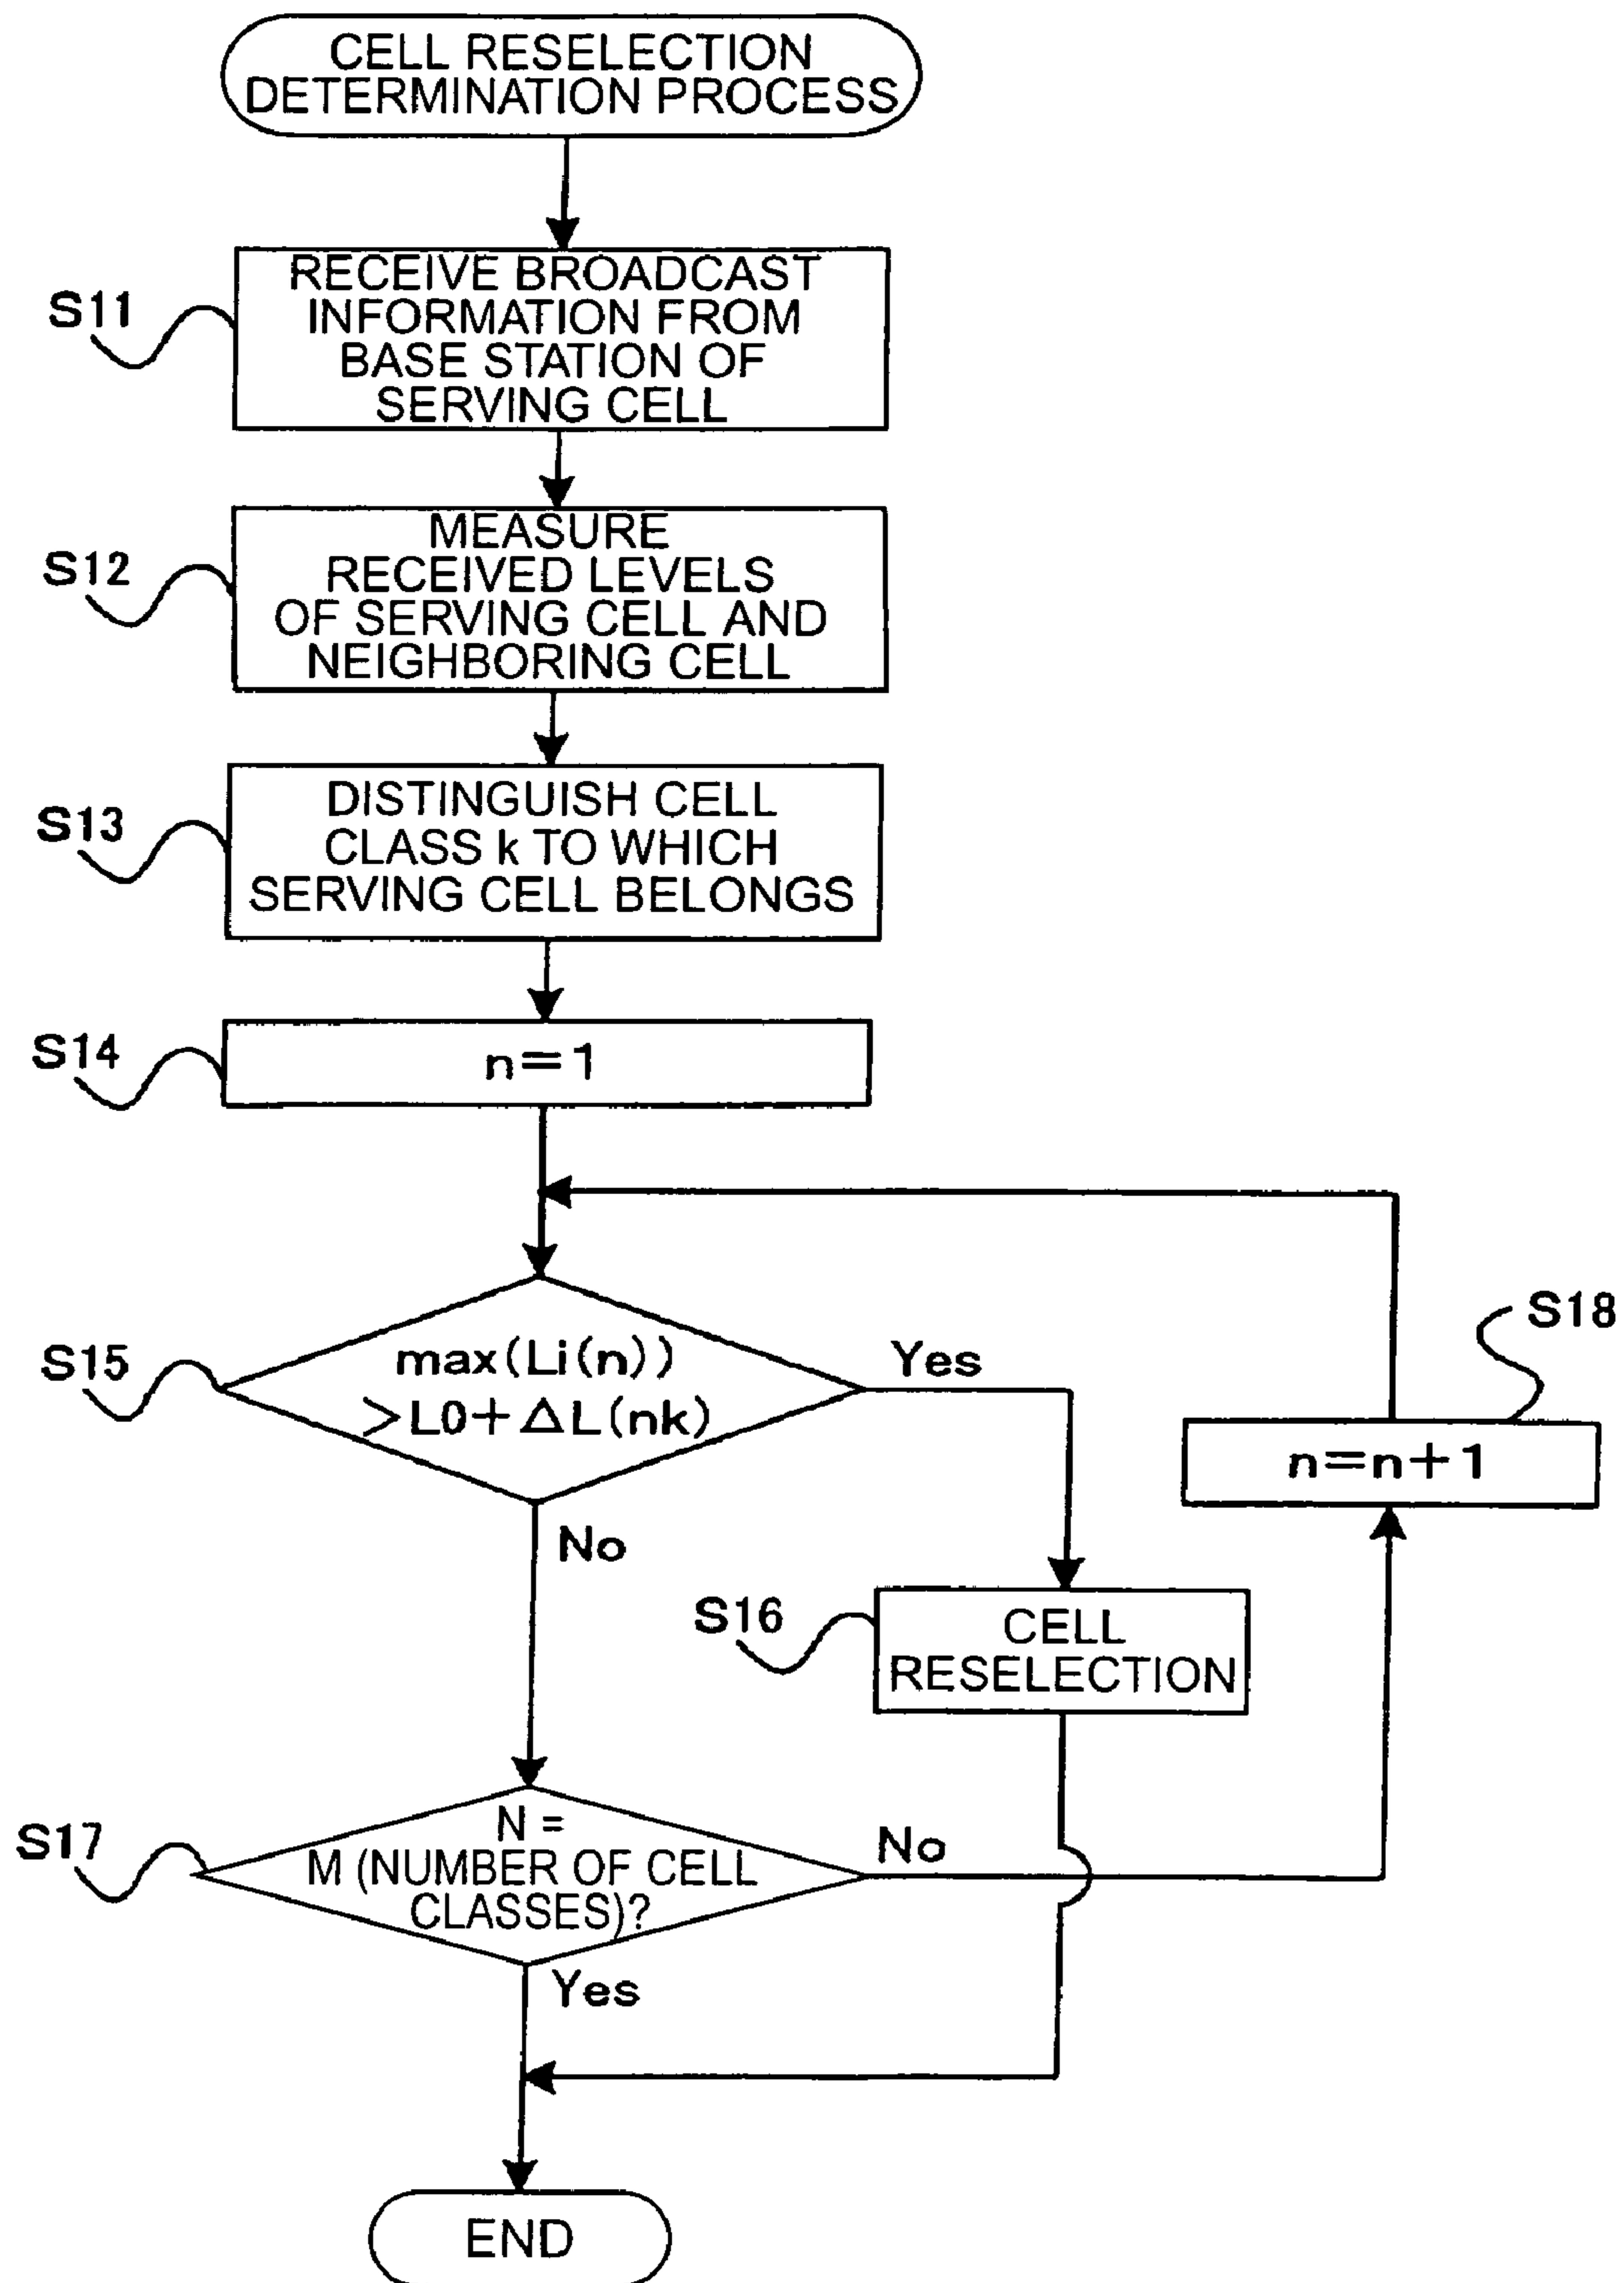 CELL RESELECTION
DETERMINATION PROCESS
S11
RECEIVE BROADCAST
INFORMATION FROM
BASE STATION OF
SERVING CELL
S12
MEASURE
RECEIVED LEVELS
OF SERVING CELL AND
NEIGHBORING CELL
S13
DISTINGUISH CELL
CLASS k TO WHICH
SERVING CELL BELONGS
S14
n=1
S15
max(Li(n))
>L0+ΔL(nk)
Yes
No
S18
n=n+1
S16
CELL
RESELECTION
S17
N =
M (NUMBER OF CELL
CLASSES)?
No
Yes
END